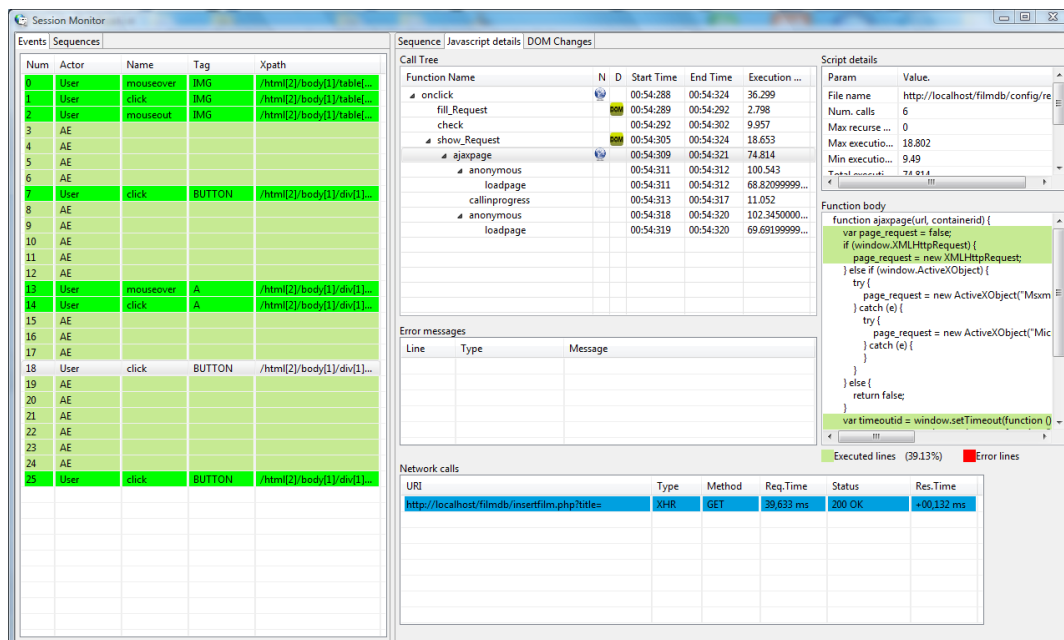 Session Monitor
Events Sequences
Num Actor Name Tag Xpath
0 User mouseover IMG /html[2]/body[1]/table[...
1 User click IMG /html[2]/body[1]/table[...
2 User mouseout IMG /html[2]/body[1]/table[...
3 AE
4 AE
5 AE
6 AE
7 User click BUTTON /html[2]/body[1]/div[1]...
8 AE
9 AE
10 AE
11 AE
12 AE
13 User mouseover A /html[2]/body[1]/div[1]...
14 User click A /html[2]/body[1]/div[1]...
15 AE
16 AE
17 AE
18 User click BUTTON /html[2]/body[1]/div[1]...
19 AE
20 AE
21 AE
22 AE
23 AE
24 AE
25 User click BUTTON /html[2]/body[1]/div[1]...
Sequence Javascript details DOM Changes
Call Tree
Function Name N D Start Time End Time Execution ...
onclick 00:54:288 00:54:324 36.299
fill_Request DOM 00:54:289 00:54:292 2.798
check 00:54:292 00:54:302 9.957
show_Request DOM 00:54:305 00:54:324 18.653
ajaxpage 00:54:309 00:54:321 74.814
anonymous 00:54:311 00:54:312 100.543
loadpage 00:54:311 00:54:312 68.82099999...
callinprogress 00:54:313 00:54:317 11.052
anonymous 00:54:318 00:54:320 102.3450000...
loadpage 00:54:319 00:54:320 69.69199999...
Error messages
Line Type Message
Script details
Param Value.
File name http://localhost/filmdb/config/re
Num. calls 6
Max recurse ... 0
Max executio... 18.802
Min executio... 9.49
Total executi... 74.814
Function body
function ajaxpage(url, containerid) {
var page_request = false;
if (window.XMLHttpRequest) {
page_request = new XMLHttpRequest;
} else if (window.ActiveXObject) {
try {
page_request = new ActiveXObject("Msxm
} catch (e) {
try {
page_request = new ActiveXObject("Mic
} catch (e) {
}
}
} else {
return false;
}
var timeoutid = window.setTimeout(function ()
Executed lines (39.13%) Error lines
Network calls
URI Type Method Req.Time Status Res.Time
http://localhost/filmdb/insertfilm.php?title= XHR GET 39,633 ms 200 OK +00,132 ms